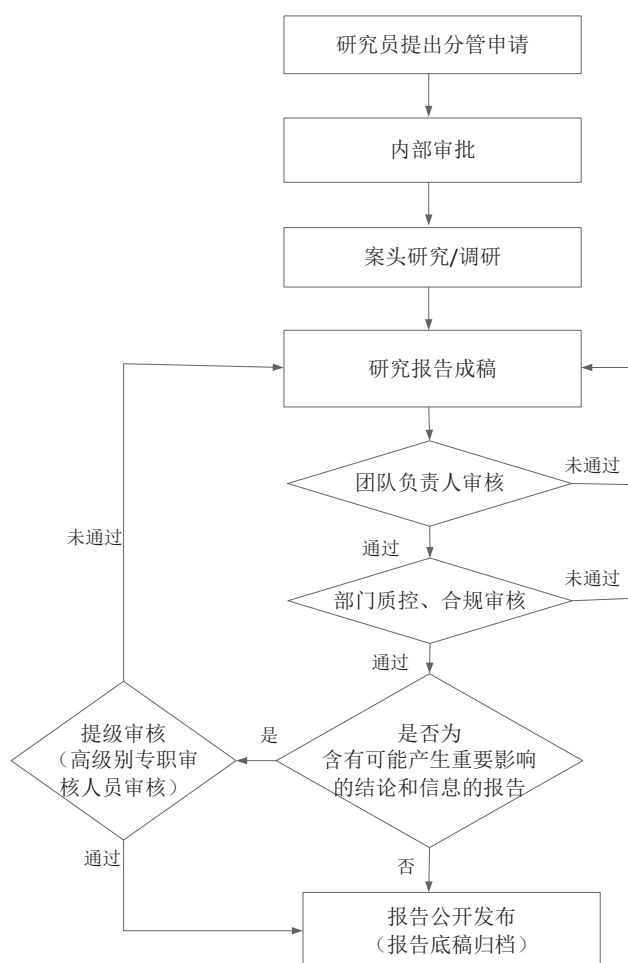 研究员提出分管申请
内部审批
案头研究/调研
研究报告成稿
团队负责人审核
未通过
未通过
通过
部门质控、合规审核
未通过
通过
提级审核
（高级别专职审
核人员审核）
是
是否为
含有可能产生重要影响
的结论和信息的报告
通过
否
报告公开发布
（报告底稿归档）